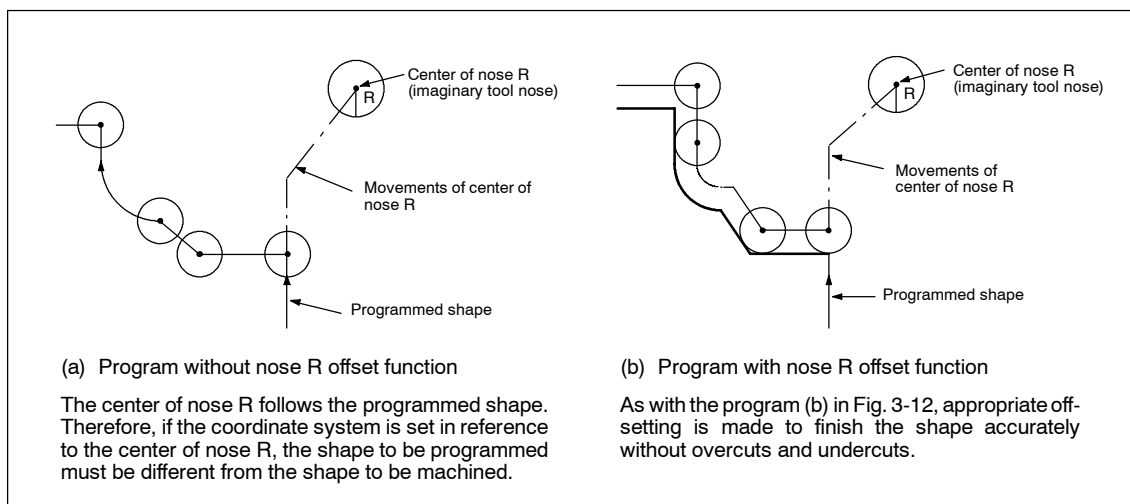 Center of nose R
(imaginary tool nose)
R
Movements of center of
nose R
Programmed shape
(a) Program without nose R offset function
The center of nose R follows the programmed shape.
Therefore, if the coordinate system is set in reference
to the center of nose R, the shape to be programmed
must be different from the shape to be machined.
Center of nose R
(imaginary tool nose)
R
Movements of
center of nose R
Programmed shape
(b) Program with nose R offset function
As with the program (b) in Fig. 3-12, appropriate off-
setting is made to finish the shape accurately
without overcuts and undercuts.